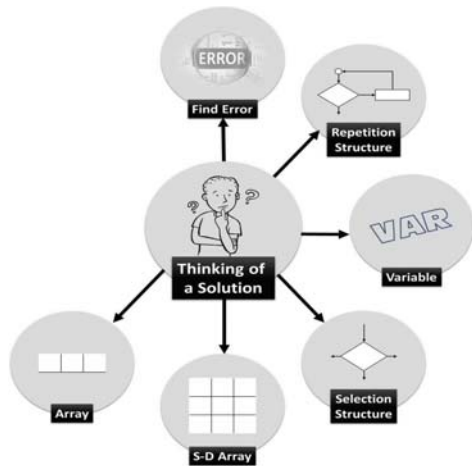 ERROR
Find Error
Repetition
Structure
? ?
Thinking of
a Solution
VAR
Variable
Array
S-D Array
Selection
Structure